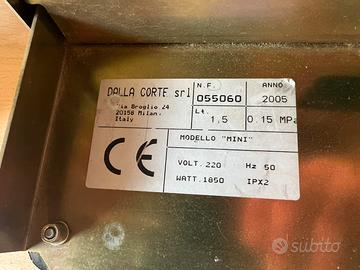 DALLA CORTE srl
Via Broglio 24
20158 Milano
Italy
N.F. ANNO
055060 2005
Lt.
1,5 0.15 MPa
MODELLO "MINI"
CE
VOLT. 220 Hz 50
WATT. 1850 IPX2
subito